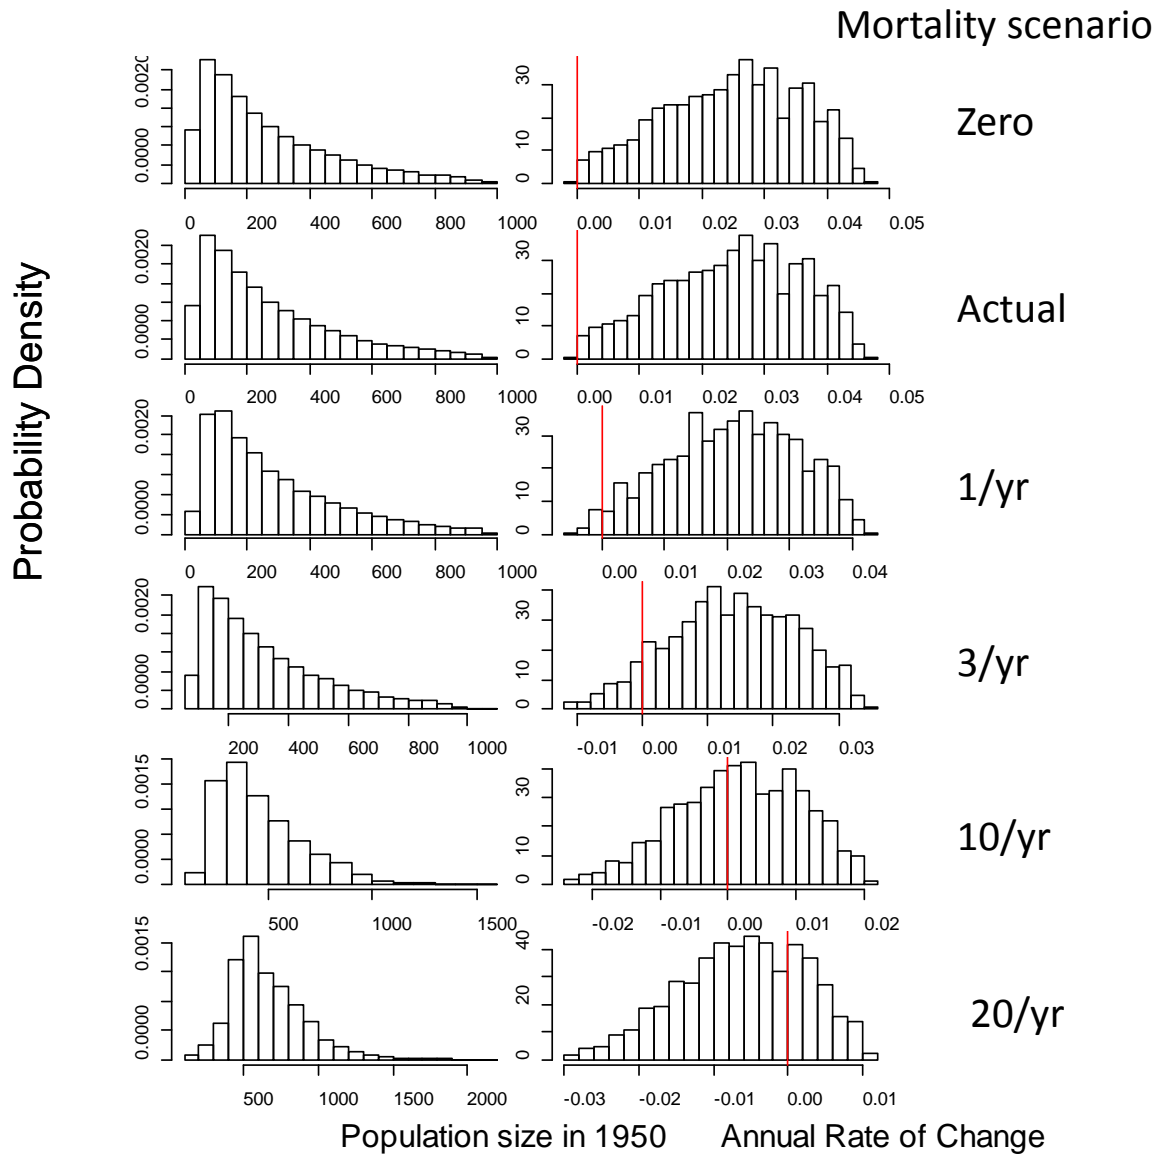 Mortality scenario
0.0000 0.0020
0 10 30
Zero
0 200 400 600 800 1000
0.00 0.01 0.02 0.03 0.04 0.05
0.0000 0.0020
0 10 30
Actual
0 200 400 600 800 1000
0.00 0.01 0.02 0.03 0.04 0.05
Probability Density
0.0000 0.0020
0 10 30
1/yr
0 200 400 600 800 1000
0.00 0.01 0.02 0.03 0.04
0.0000 0.0020
0 10 30
3/yr
200 400 600 800 1000
-0.01 0.00 0.01 0.02 0.03
0.0000 0.0015
0 10 30
10/yr
500 1000 1500
-0.02 -0.01 0.00 0.01 0.02
0.0000 0.0015
0 20 40
20/yr
500 1000 1500 2000
-0.03 -0.02 -0.01 0.00 0.01
Population size in 1950
Annual Rate of Change